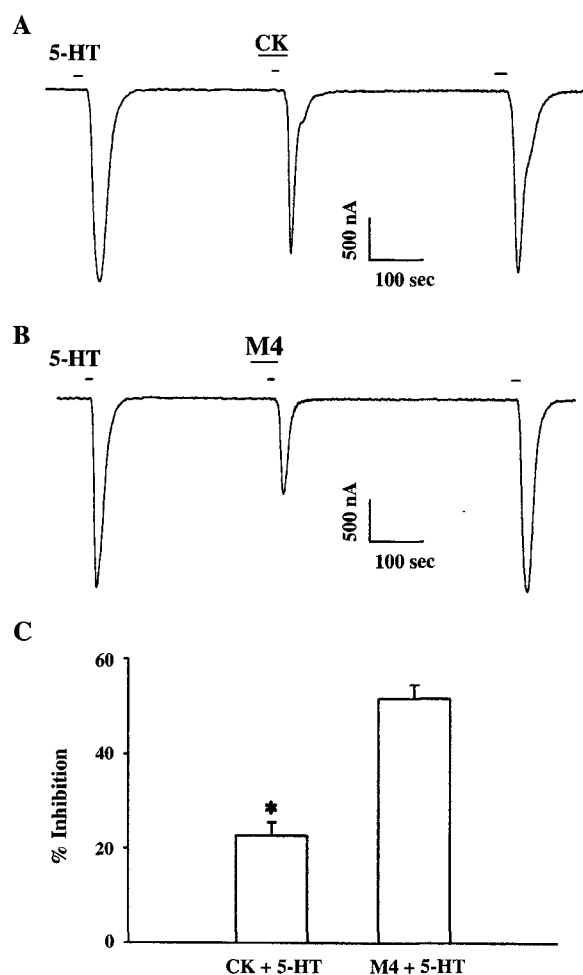 A
5-HT
CK
500 nA
100 sec
B
5-HT
M4
500 nA
100 sec
C
% Inhibition
60
40
20
0
*
CK + 5-HT
M4 + 5-HT